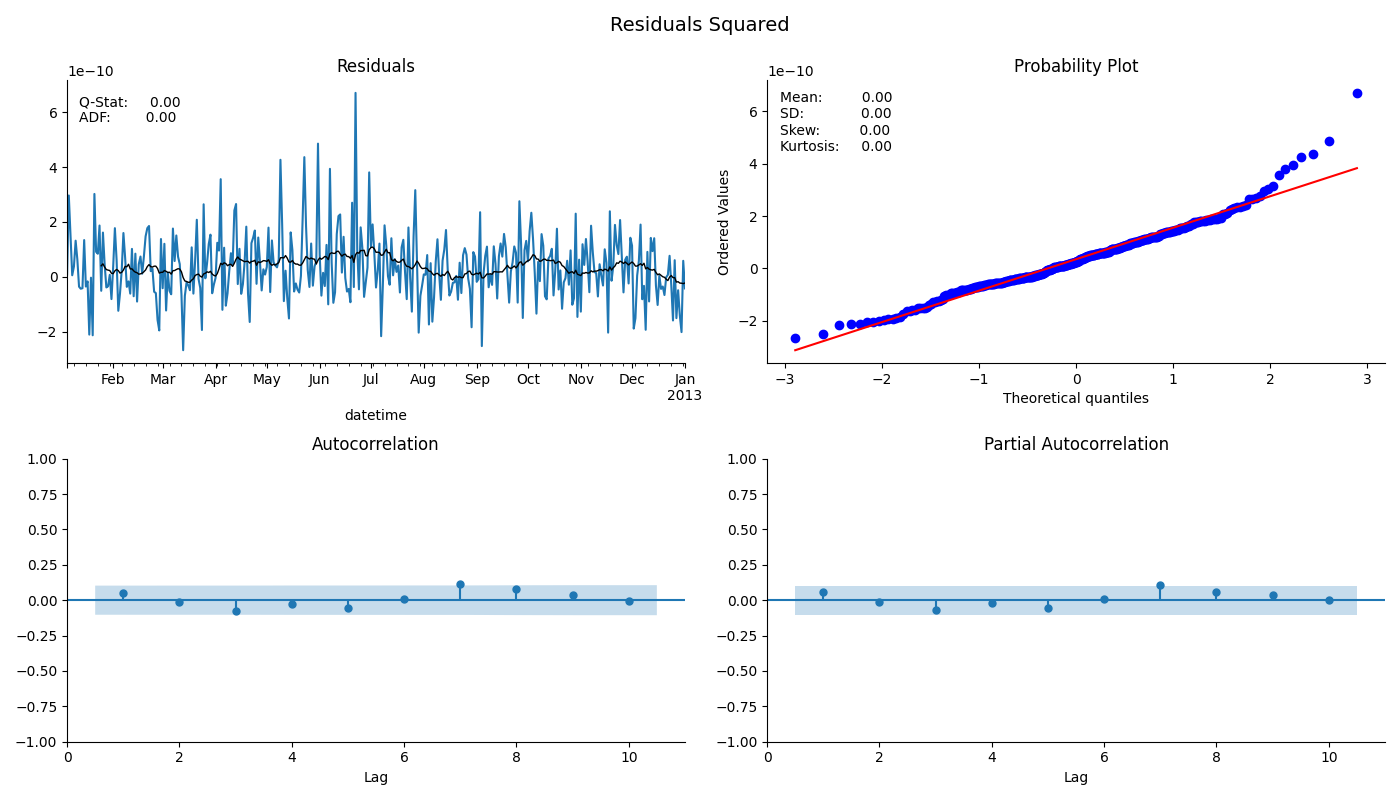 Residuals Squared
Residuals
1e−10
Q-Stat: 0.00
ADF: 0.00
6
4
2
0
−2
Feb Mar Apr May Jun Jul Aug Sep Oct Nov Dec Jan
2013
datetime
Probability Plot
1e−10
Mean: 0.00
SD: 0.00
Skew: 0.00
Kurtosis: 0.00
Ordered Values
6
4
2
0
−2
−3 −2 −1 0 1 2 3
Theoretical quantiles
Autocorrelation
1.00
0.75
0.50
0.25
0.00
−0.25
−0.50
−0.75
−1.00
0 2 4 6 8 10
Lag
Partial Autocorrelation
1.00
0.75
0.50
0.25
0.00
−0.25
−0.50
−0.75
−1.00
0 2 4 6 8 10
Lag